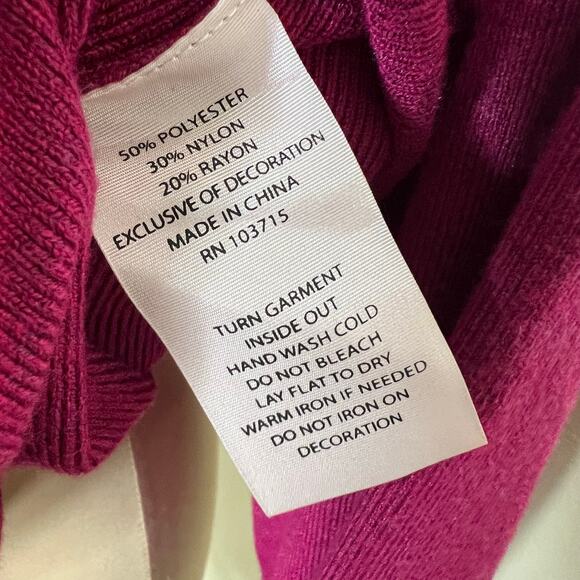 50% POLYESTER
30% NYLON
20% RAYON
EXCLUSIVE OF DECORATION
MADE IN CHINA
RN 103715
TURN GARMENT
INSIDE OUT
HAND WASH COLD
DO NOT BLEACH
LAY FLAT TO DRY
WARM IRON IF NEEDED
DO NOT IRON ON
DECORATION